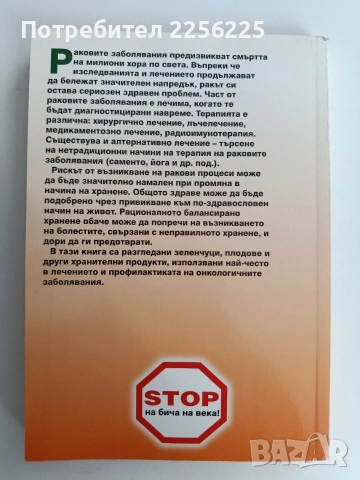 Потребител 2256225
Раковите заболявания предизвикват смъртта
на милиони хора по света. Въпреки че
изследванията и лечението продължават
да бележат значителен напредък, ракът си
остава сериозен здравен проблем. Част от
раковите заболявания е лечима, когато те
бъдат диагностицирани навреме. Терапията е
различна: хирургично лечение, лъчелечение,
медикаментозно лечение, радиоимунотерапия.
Съществува и алтернативно лечение – търсене
на нетрадиционни начини на терапия на раковите
заболявания (саменто, йога и др. под.).
Рискът от възникване на ракови процеси може
да бъде значително намален при промяна в
начина на хранене. Общото здраве може да бъде
подобрено чрез привикване към по-здравословен
начин на живот. Рационалното балансирано
хранене обаче може да попречи на възникването
на болестите, свързани с неправилното хранене, и
дори да ги предотврати.
В тази книга са разгледани зеленчуци, плодове и
други хранителни продукти, използвани най-често
в лечението и профилактиката на онкологичните
заболявания.
STOP
на бича на века!
bazar